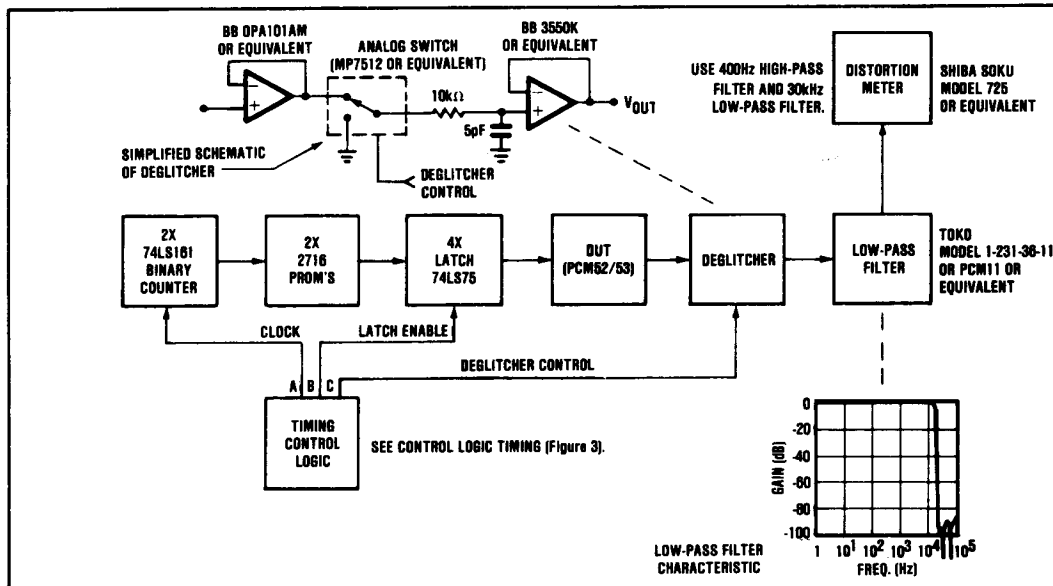 BB OPA101AM
OR EQUIVALENT
ANALOG SWITCH
(MP7512 OR EQUIVALENT)
BB 3550K
OR EQUIVALENT
10kΩ
5pF
VOUT
SIMPLIFIED SCHEMATIC
OF DEGLITCHER
DEGLITCHER
CONTROL
USE 400Hz HIGH-PASS
FILTER AND 30kHz
LOW-PASS FILTER.
DISTORTION
METER
SHIBA SOKU
MODEL 725
OR EQUIVALENT
2X
74LS161
BINARY
COUNTER
2X
2716
PROM'S
4X
LATCH
74LS75
DUT
(PCM52/53)
DEGLITCHER
LOW-PASS
FILTER
TOKO
MODEL 1-231-36-11
OR PCM11 OR
EQUIVALENT
CLOCK
LATCH ENABLE
DEGLITCHER CONTROL
A B C
TIMING
CONTROL
LOGIC
SEE CONTROL LOGIC TIMING (Figure 3).
GAIN (dB)
0
-20
-40
-60
-80
-100
1 10¹ 10² 10³ 10⁴ 10⁵
FREQ. (Hz)
LOW-PASS FILTER
CHARACTERISTIC